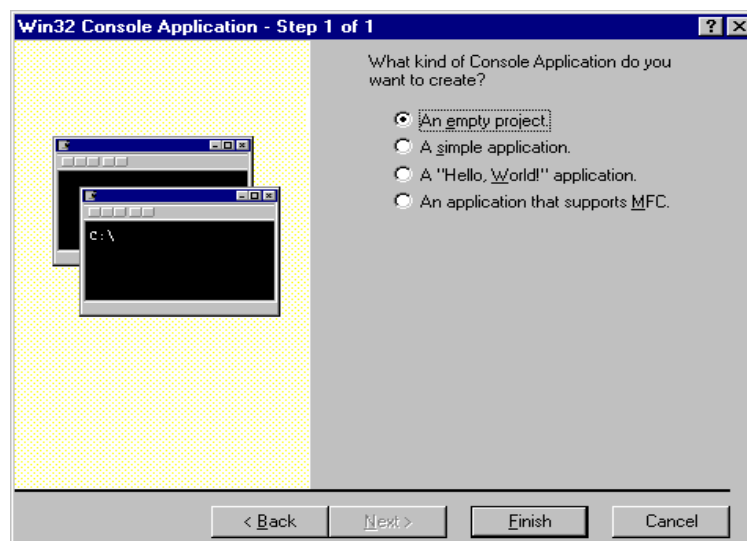 Win32 Console Application - Step 1 of 1
What kind of Console Application do you
want to create?
An empty project.
A simple application.
A "Hello, World!" application.
An application that supports MFC.
C:\
< Back
Next >
Finish
Cancel